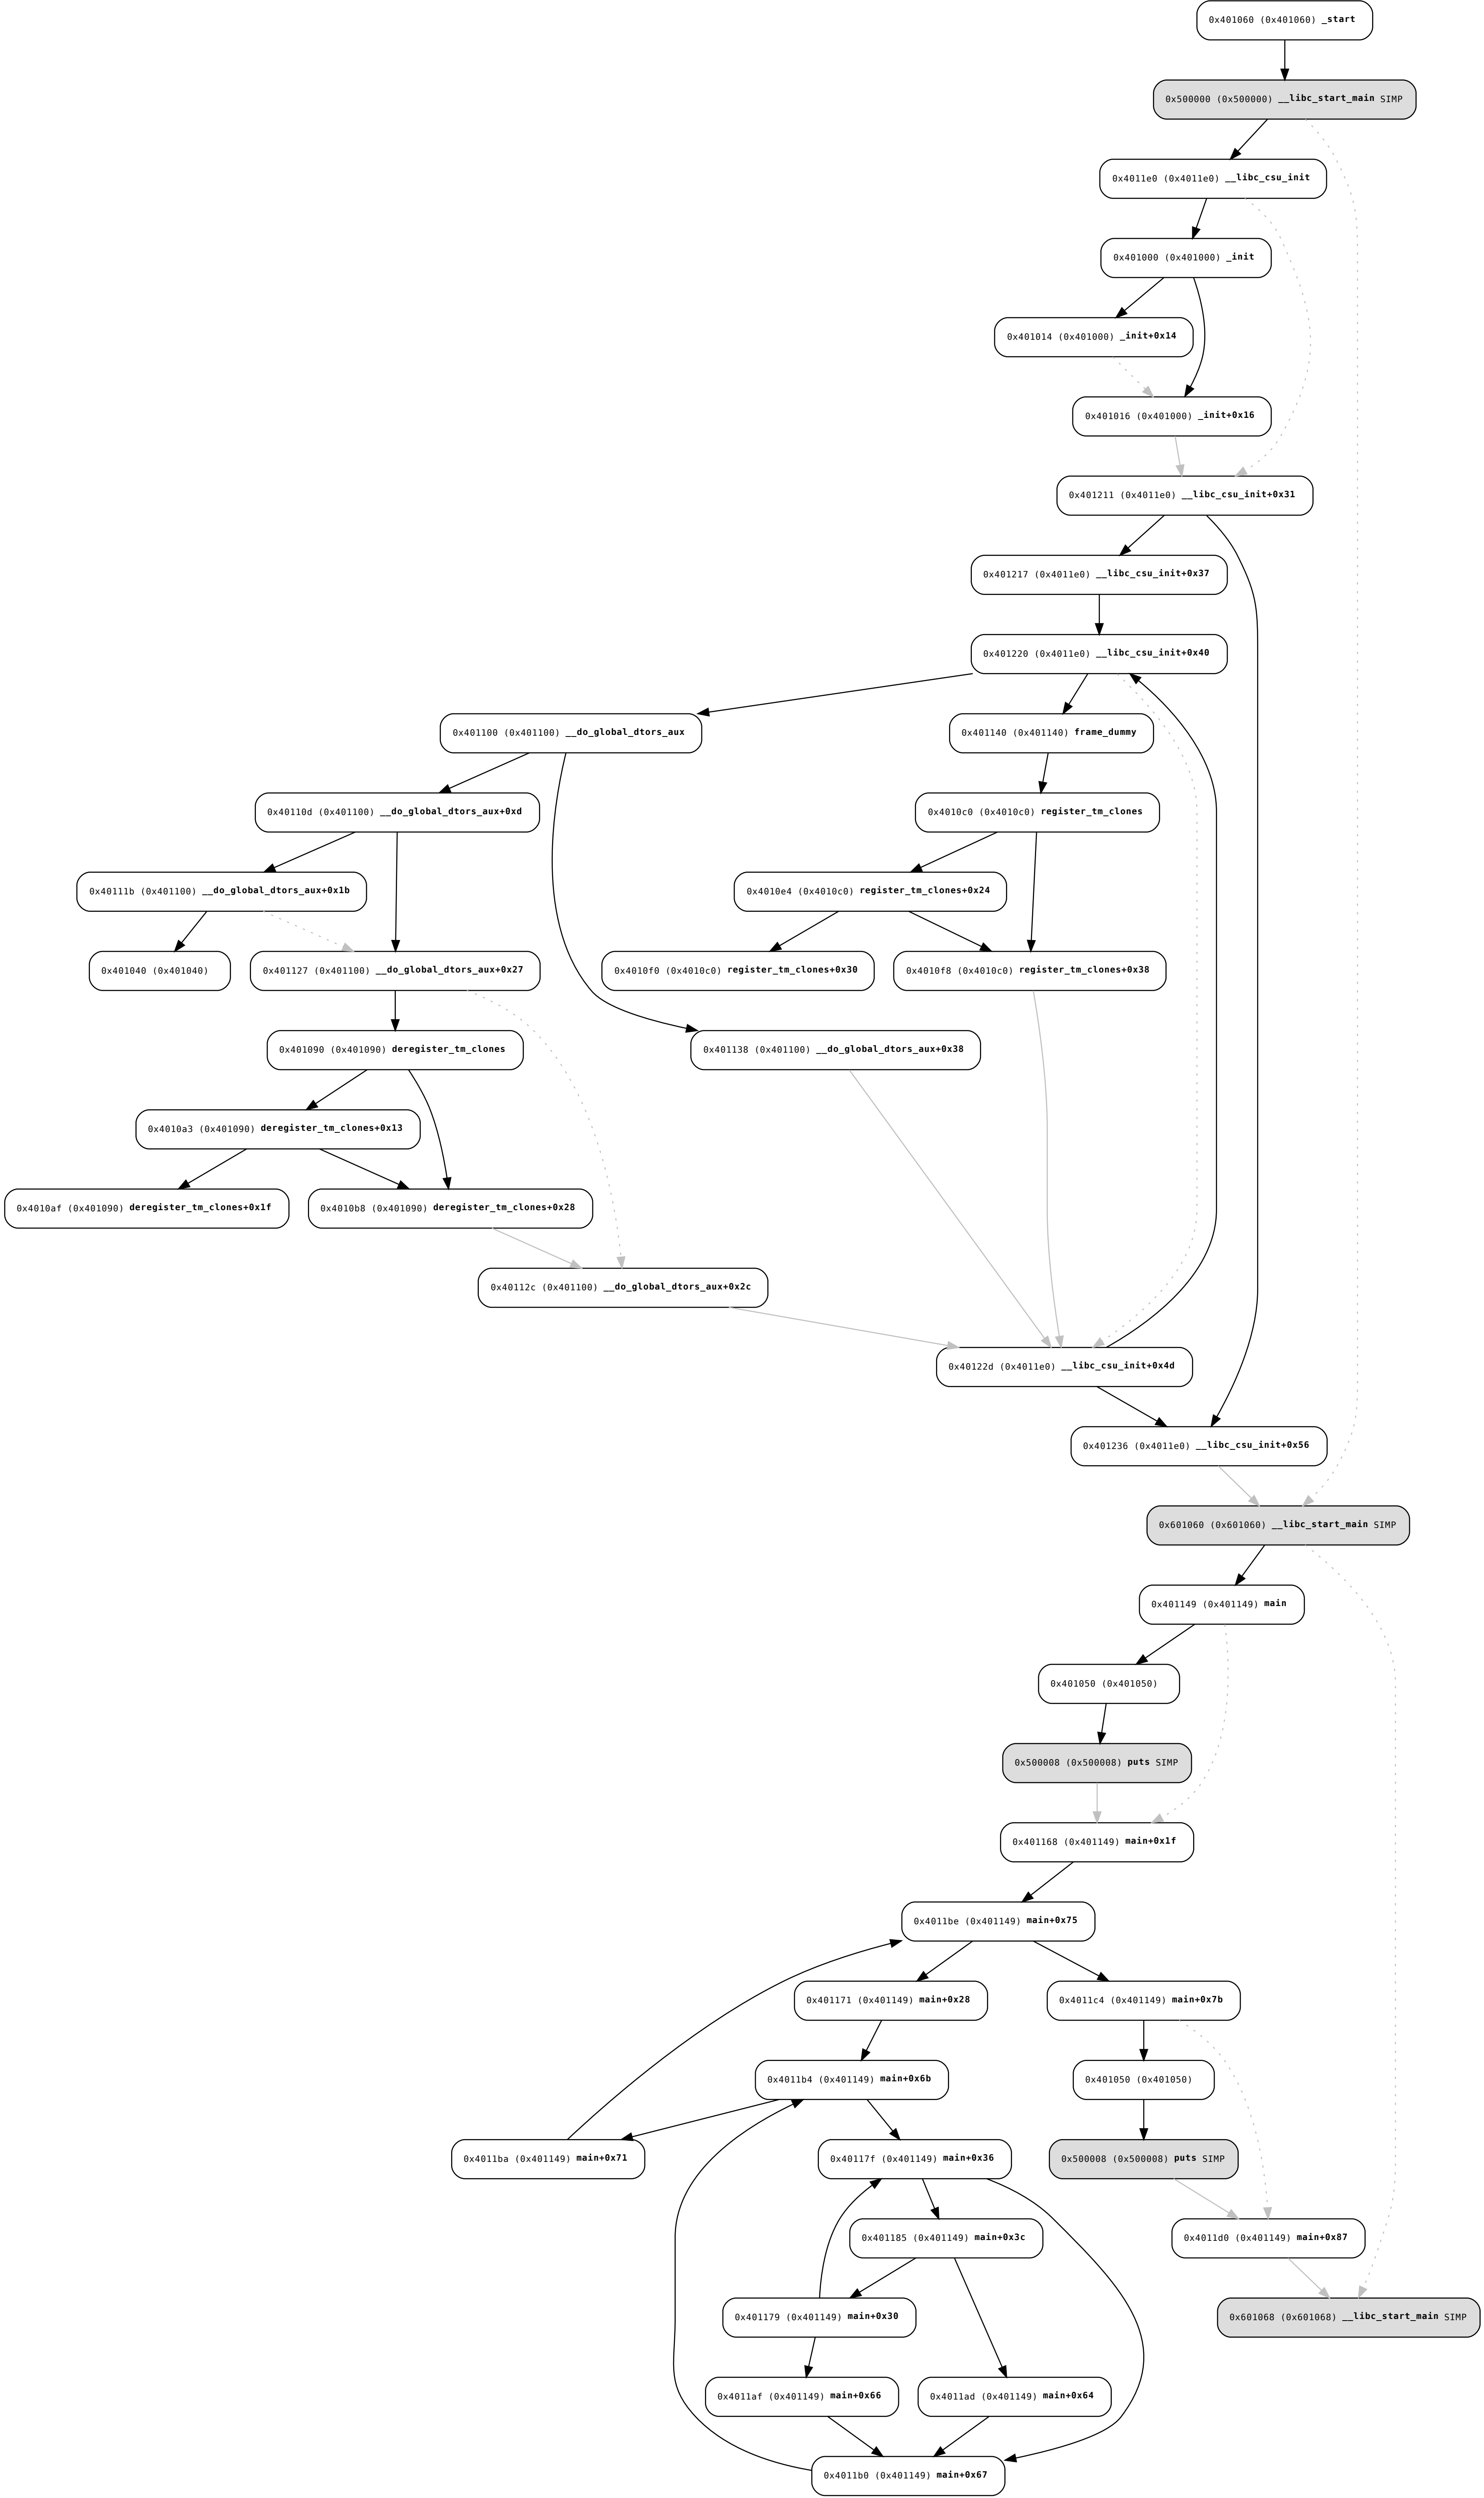 0x401060 (0x401060) _start
0x500000 (0x500000) __libc_start_main SIMP
0x4011e0 (0x4011e0) __libc_csu_init
0x401000 (0x401000) _init
0x401014 (0x401000) _init+0x14
0x401016 (0x401000) _init+0x16
0x401211 (0x4011e0) __libc_csu_init+0x31
0x401217 (0x4011e0) __libc_csu_init+0x37
0x401220 (0x4011e0) __libc_csu_init+0x40
0x401100 (0x401100) __do_global_dtors_aux
0x401140 (0x401140) frame_dummy
0x40110d (0x401100) __do_global_dtors_aux+0xd
0x4010c0 (0x4010c0) register_tm_clones
0x40111b (0x401100) __do_global_dtors_aux+0x1b
0x4010e4 (0x4010c0) register_tm_clones+0x24
0x401040 (0x401040)
0x401127 (0x401100) __do_global_dtors_aux+0x27
0x4010f0 (0x4010c0) register_tm_clones+0x30
0x4010f8 (0x4010c0) register_tm_clones+0x38
0x401090 (0x401090) deregister_tm_clones
0x401138 (0x401100) __do_global_dtors_aux+0x38
0x4010a3 (0x401090) deregister_tm_clones+0x13
0x4010af (0x401090) deregister_tm_clones+0x1f
0x4010b8 (0x401090) deregister_tm_clones+0x28
0x40112c (0x401100) __do_global_dtors_aux+0x2c
0x40122d (0x4011e0) __libc_csu_init+0x4d
0x401236 (0x4011e0) __libc_csu_init+0x56
0x601060 (0x601060) __libc_start_main SIMP
0x401149 (0x401149) main
0x401050 (0x401050)
0x500008 (0x500008) puts SIMP
0x401168 (0x401149) main+0x1f
0x4011be (0x401149) main+0x75
0x401171 (0x401149) main+0x28
0x4011c4 (0x401149) main+0x7b
0x4011b4 (0x401149) main+0x6b
0x401050 (0x401050)
0x4011ba (0x401149) main+0x71
0x40117f (0x401149) main+0x36
0x500008 (0x500008) puts SIMP
0x401185 (0x401149) main+0x3c
0x4011d0 (0x401149) main+0x87
0x401179 (0x401149) main+0x30
0x601068 (0x601068) __libc_start_main SIMP
0x4011af (0x401149) main+0x66
0x4011ad (0x401149) main+0x64
0x4011b0 (0x401149) main+0x67